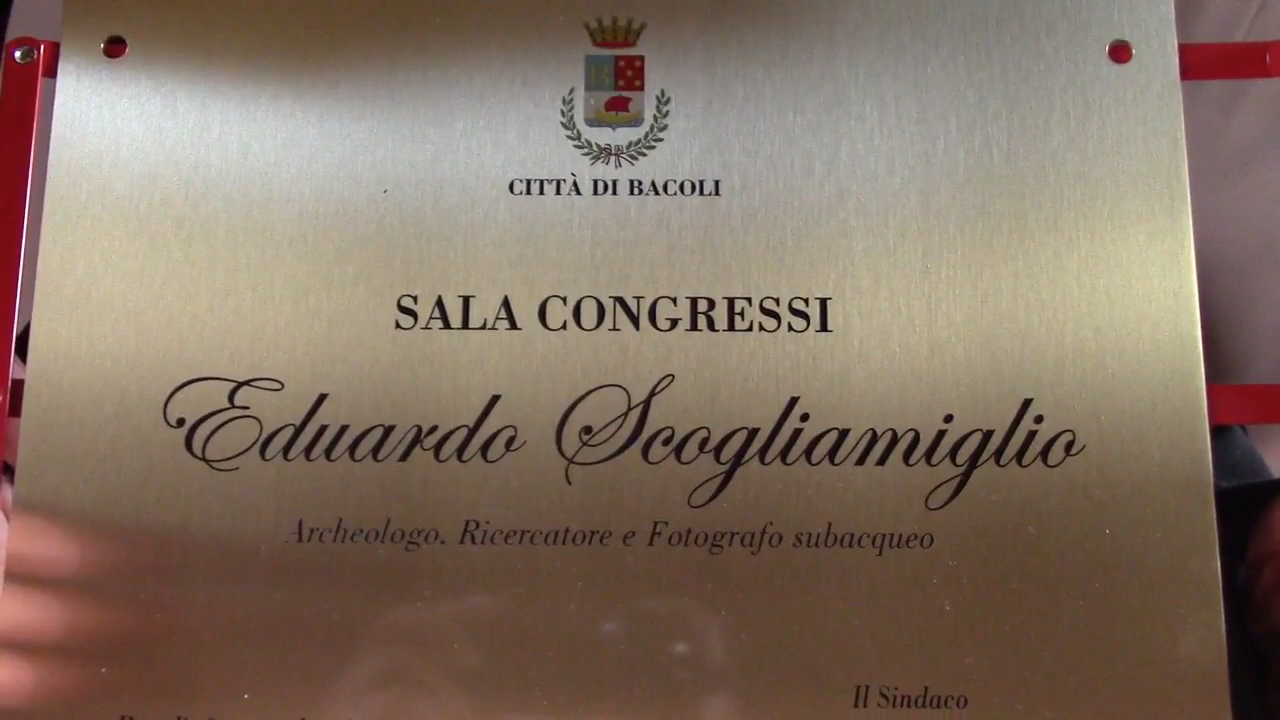 CITTÀ DI BACOLI
SALA CONGRESSI
Eduardo Scogliamiglio
Archeologo. Ricercatore e Fotografo subacqueo
Il Sindaco